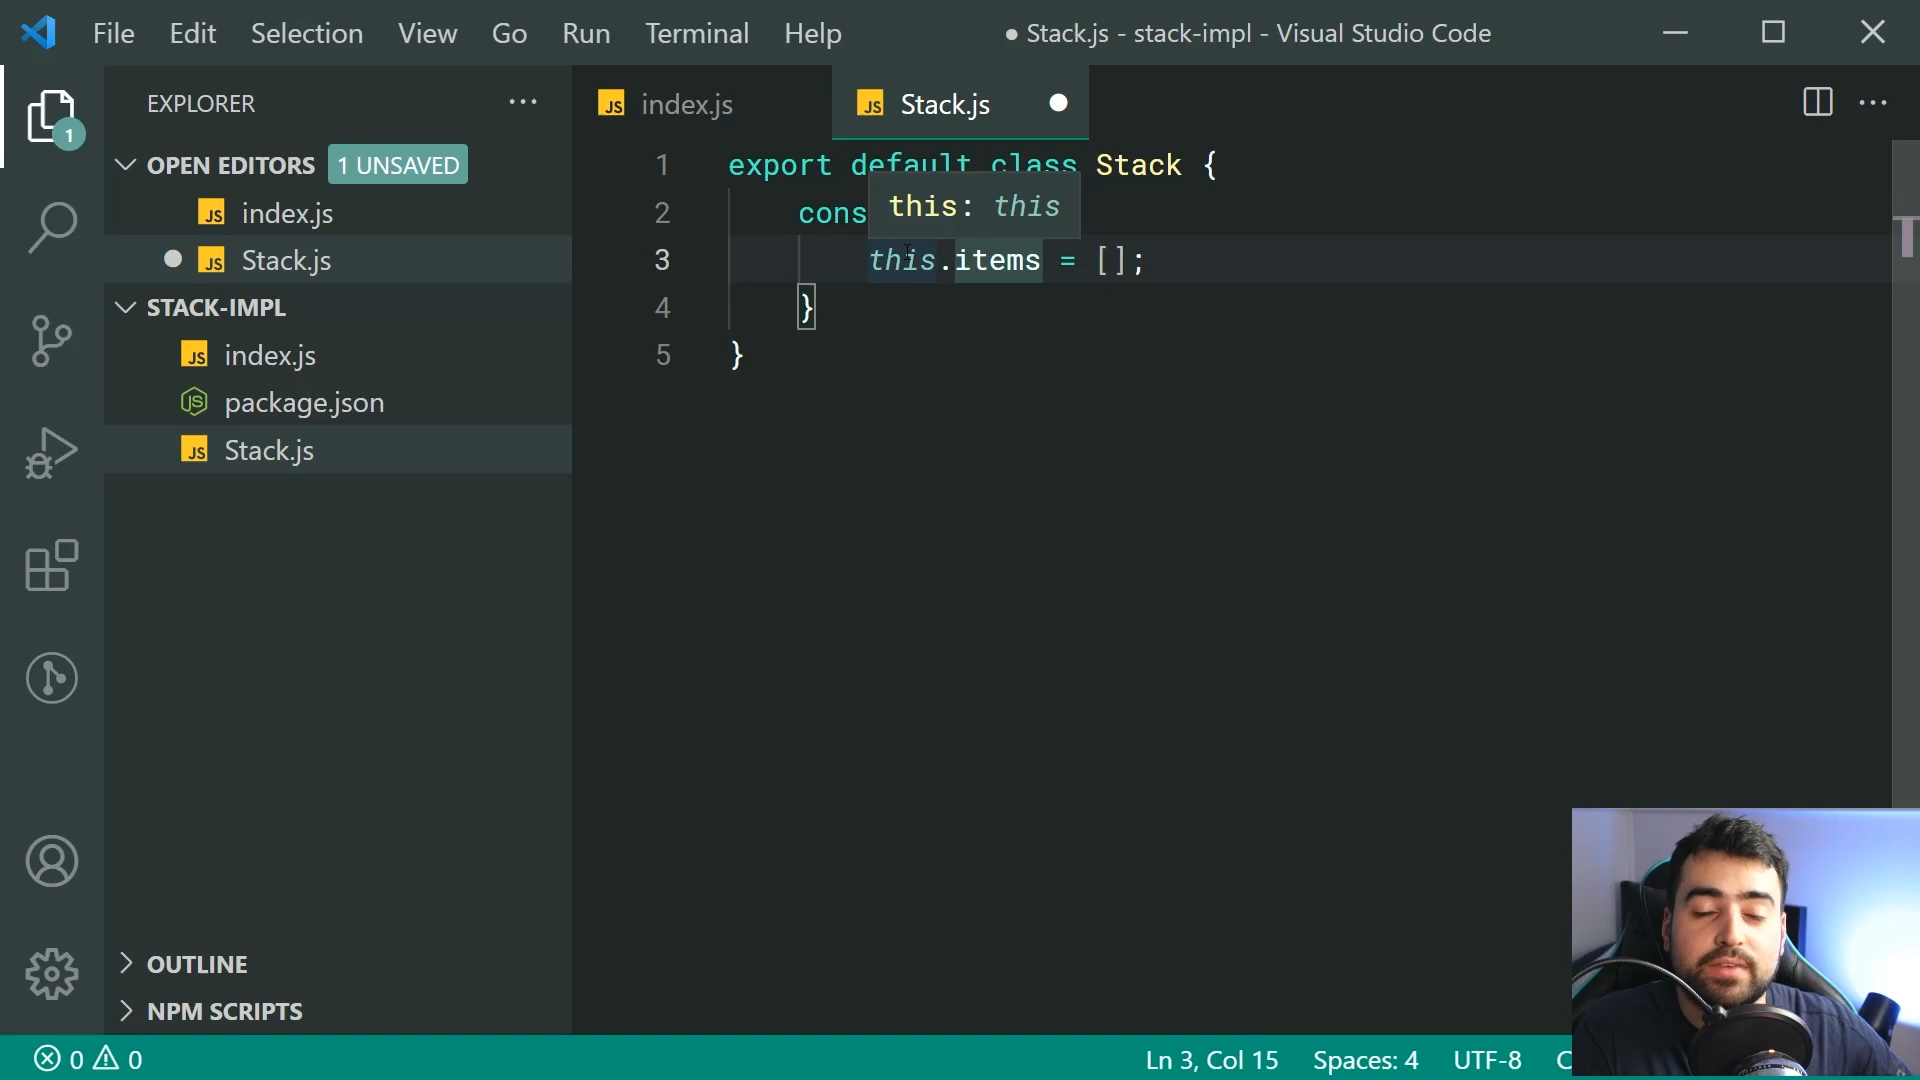 File Edit Selection View Go Run Terminal Help
● Stack.js - stack-impl - Visual Studio Code
1
EXPLORER
OPEN EDITORS 1 UNSAVED
JS index.js
JS Stack.js
STACK-IMPL
JS index.js
JS package.json
JS Stack.js
OUTLINE
NPM SCRIPTS
JS index.js
JS Stack.js
1 export default class Stack {
this: this
2 cons
3 this.items = [];
4 }
5 }
0 0
Ln 3, Col 15 Spaces: 4 UTF-8 C